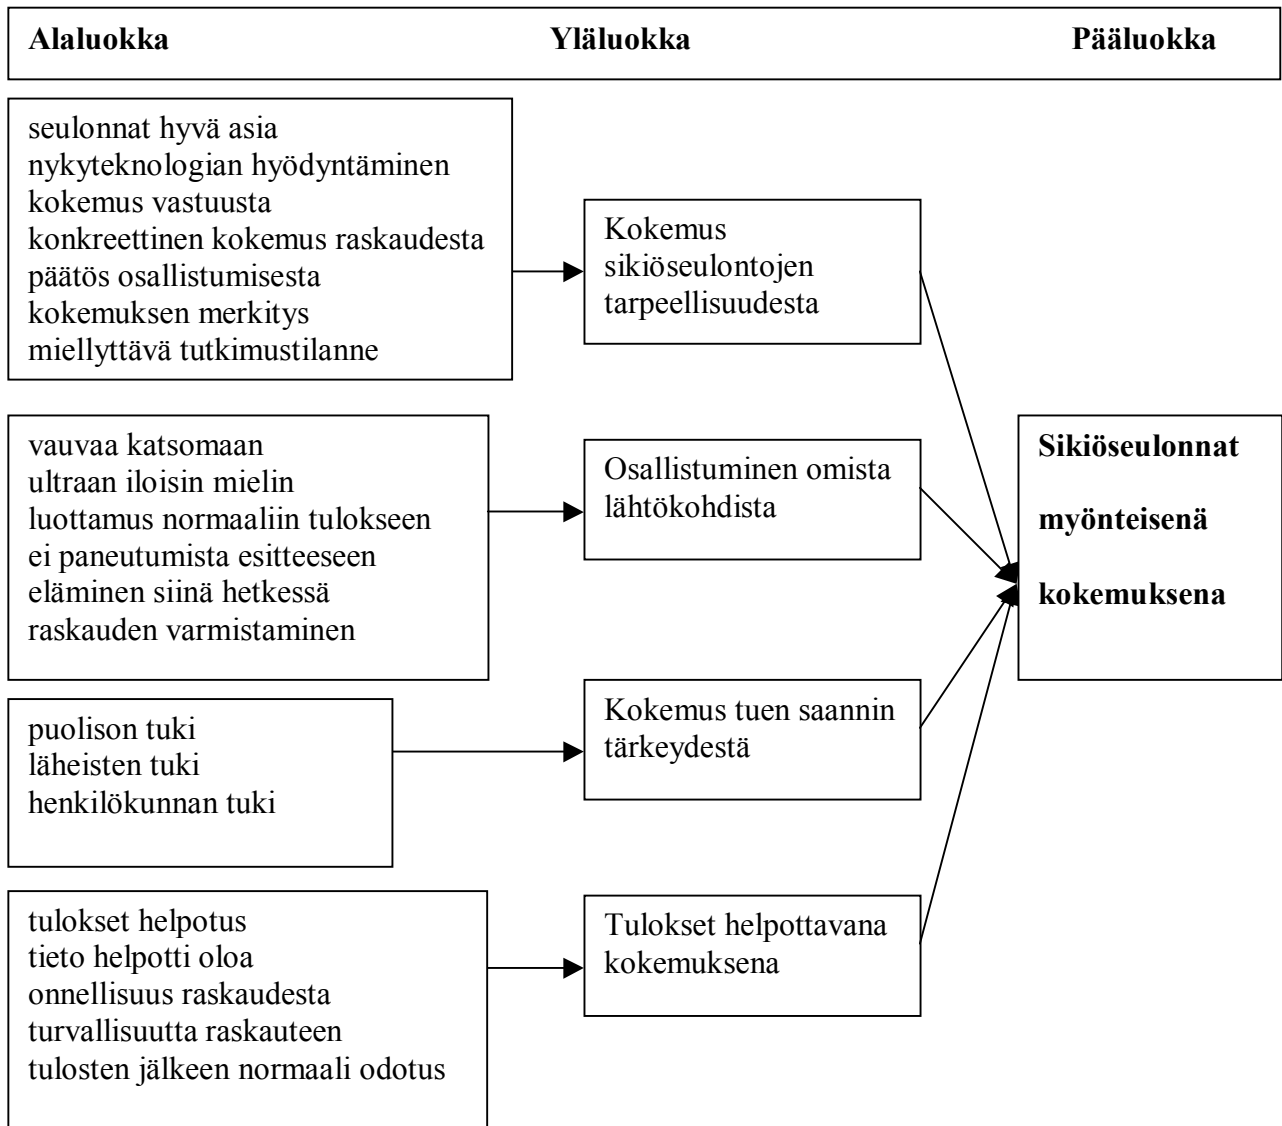 Alaluokka Yläluokka Pääluokka
seulonnat hyvä asia
nykyteknologian hyödyntäminen
kokemus vastuusta
konkreettinen kokemus raskaudesta
päätös osallistumisesta
kokemuksen merkitys
miellyttävä tutkimustilanne
Kokemus
sikiöseulontojen
tarpeellisuudesta
vauvaa katsomaan
ultraan iloisin mielin
luottamus normaaliin tulokseen
ei paneutumista esitteeseen
eläminen siinä hetkessä
raskauden varmistaminen
Osallistuminen omista
lähtökohdista
Sikiöseulonnat
myönteisenä
kokemuksena
puolison tuki
läheisten tuki
henkilökunnan tuki
Kokemus tuen saannin
tärkeydestä
tulokset helpotus
tieto helpotti oloa
onnellisuus raskaudesta
turvallisuutta raskauteen
tulosten jälkeen normaali odotus
Tulokset helpottavana
kokemuksena